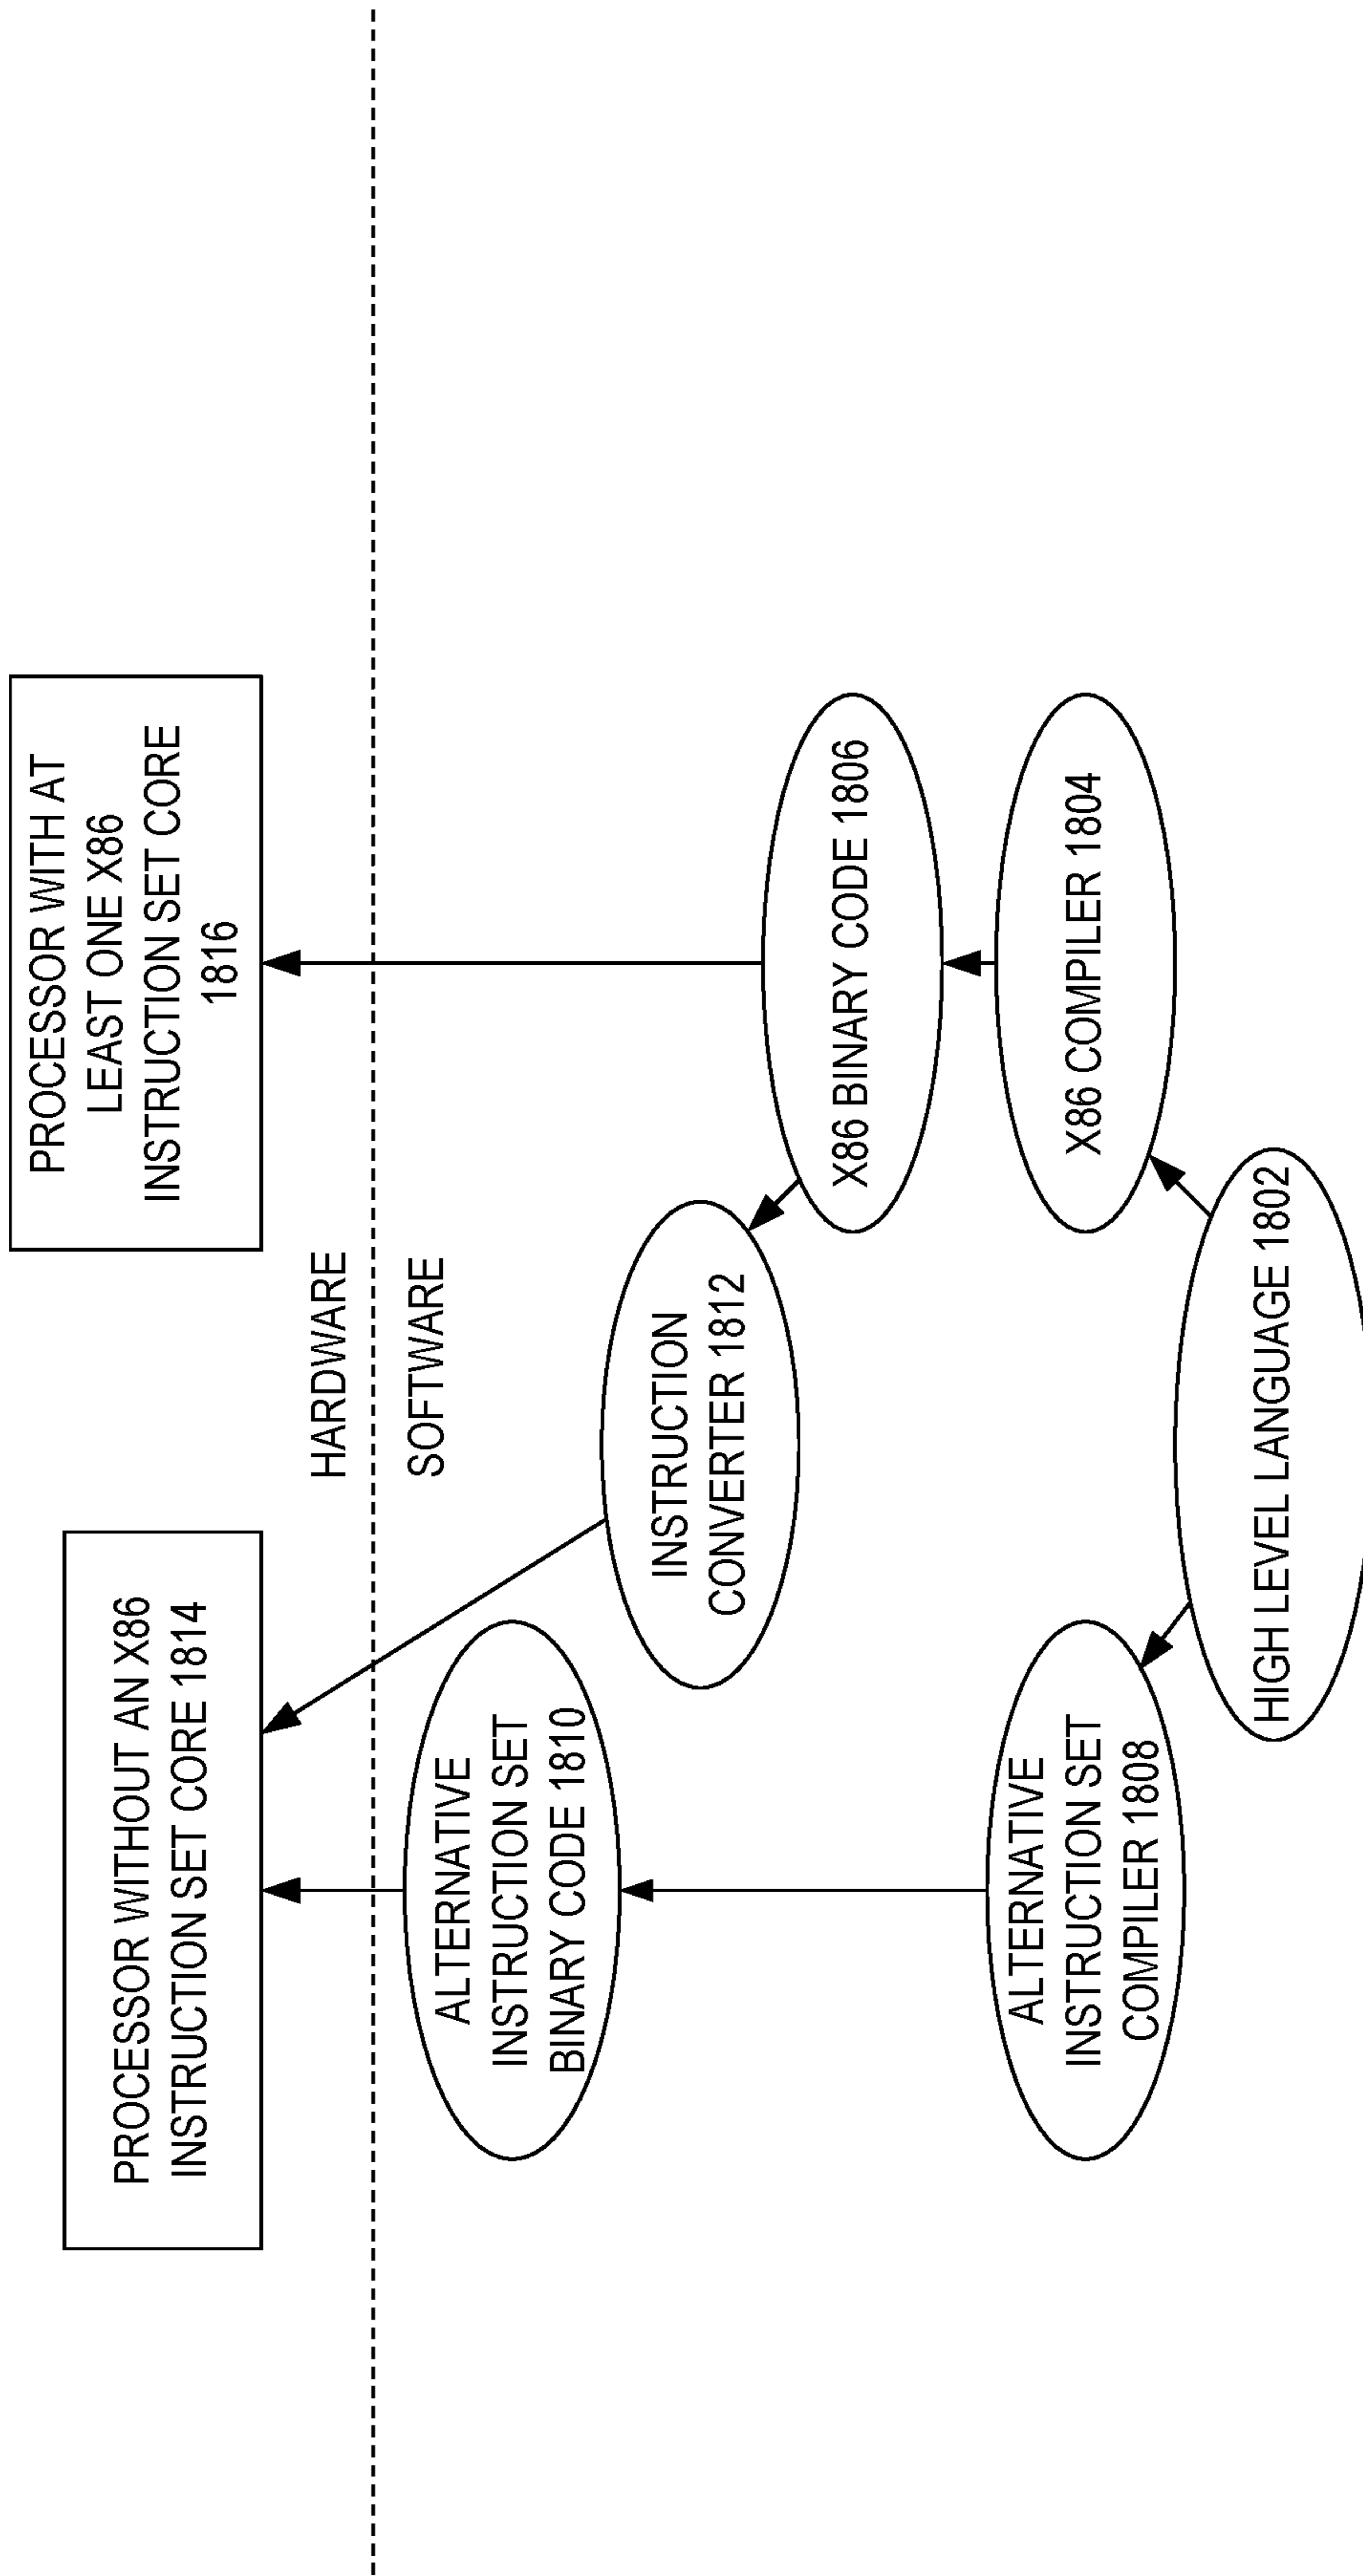 PROCESSOR WITHOUT AN X86
INSTRUCTION SET CORE 1814
PROCESSOR WITH AT
LEAST ONE X86
INSTRUCTION SET CORE
1816
HARDWARE
SOFTWARE
ALTERNATIVE
INSTRUCTION SET
BINARY CODE 1810
INSTRUCTION
CONVERTER 1812
X86 BINARY CODE 1806
ALTERNATIVE
INSTRUCTION SET
COMPILER 1808
X86 COMPILER 1804
HIGH LEVEL LANGUAGE 1802